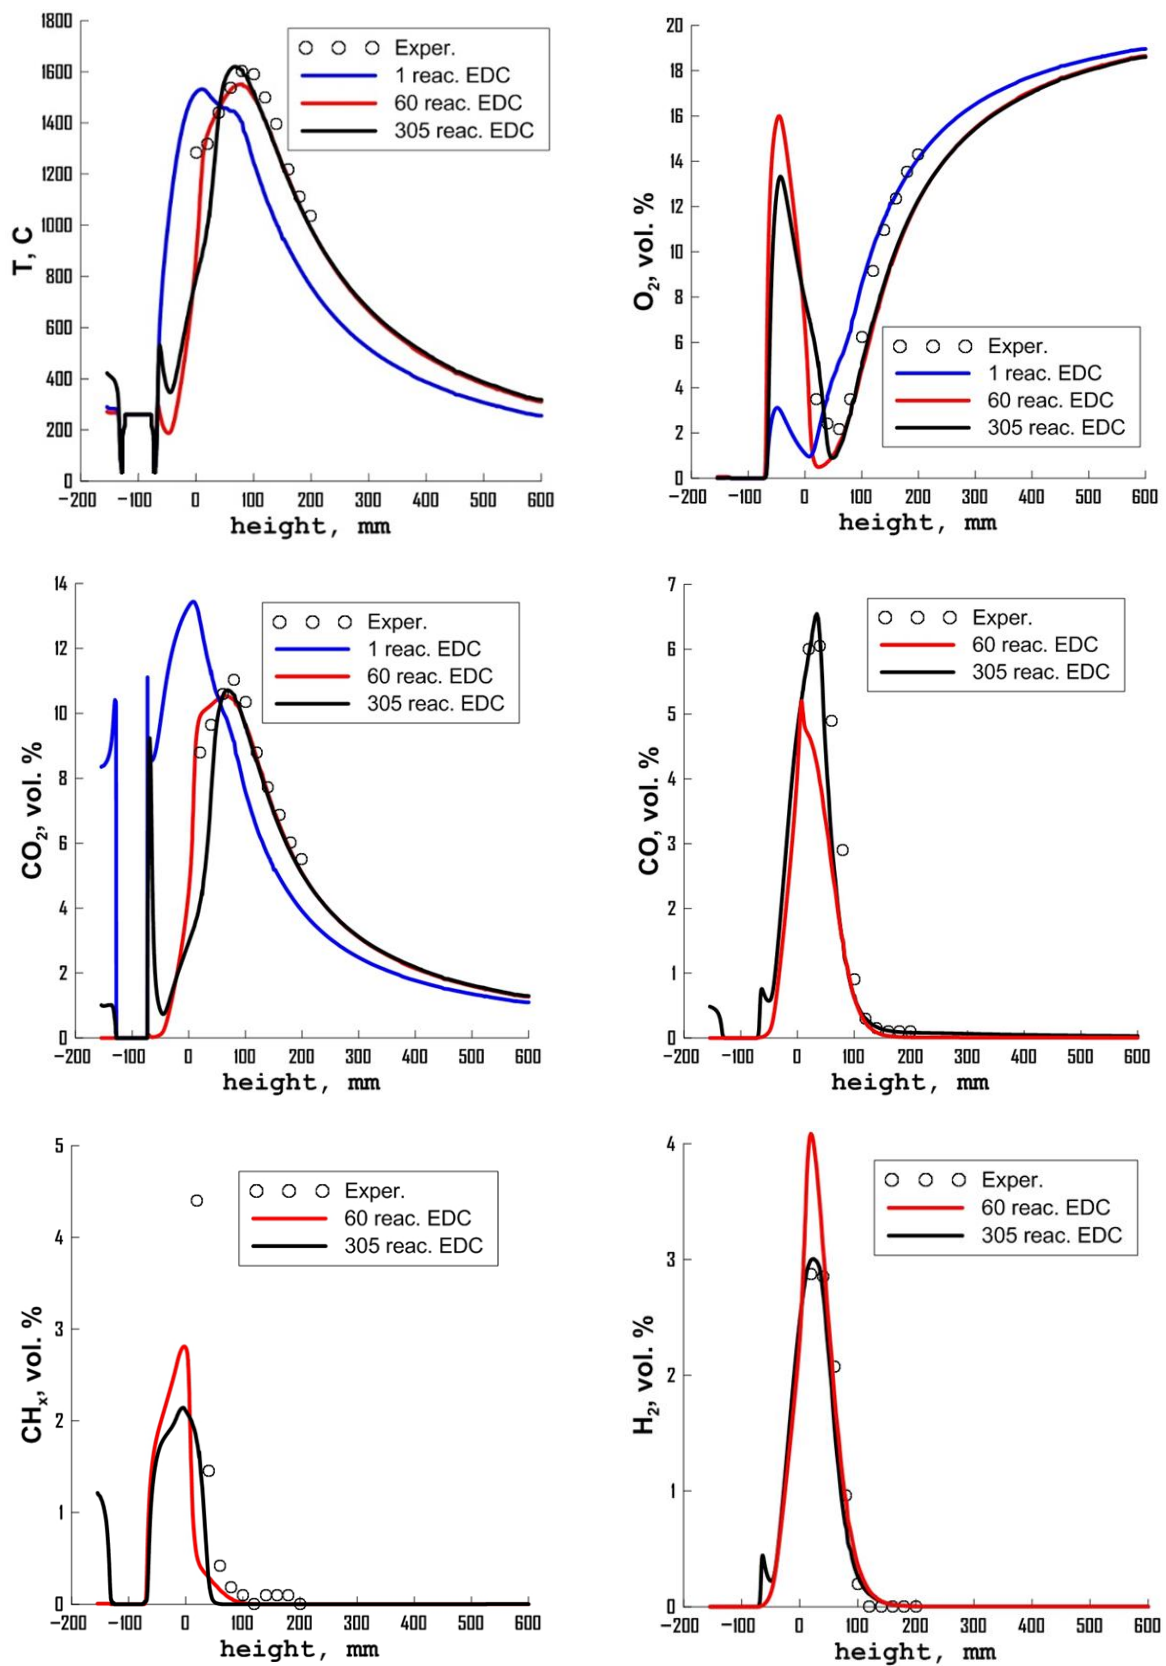 1800
1600
1400
1200
1000
800
600
400
200
0
T, C
Exper.
1 reac. EDC
60 reac. EDC
305 reac. EDC
-200 -100 0 100 200 300 400 500 600
height, mm
20
18
16
14
12
10
8
6
4
2
0
O2, vol. %
Exper.
1 reac. EDC
60 reac. EDC
305 reac. EDC
-200 -100 0 100 200 300 400 500 600
height, mm
14
12
10
8
6
4
2
0
CO2, vol. %
Exper.
1 reac. EDC
60 reac. EDC
305 reac. EDC
-200 -100 0 100 200 300 400 500 600
height, mm
7
6
5
4
3
2
1
0
CO, vol. %
Exper.
60 reac. EDC
305 reac. EDC
-200 -100 0 100 200 300 400 500 600
height, mm
5
4
3
2
1
0
CHx, vol. %
Exper.
60 reac. EDC
305 reac. EDC
-200 -100 0 100 200 300 400 500 600
height, mm
4
3
2
1
0
H2, vol. %
Exper.
60 reac. EDC
305 reac. EDC
-200 -100 0 100 200 300 400 500 600
height, mm